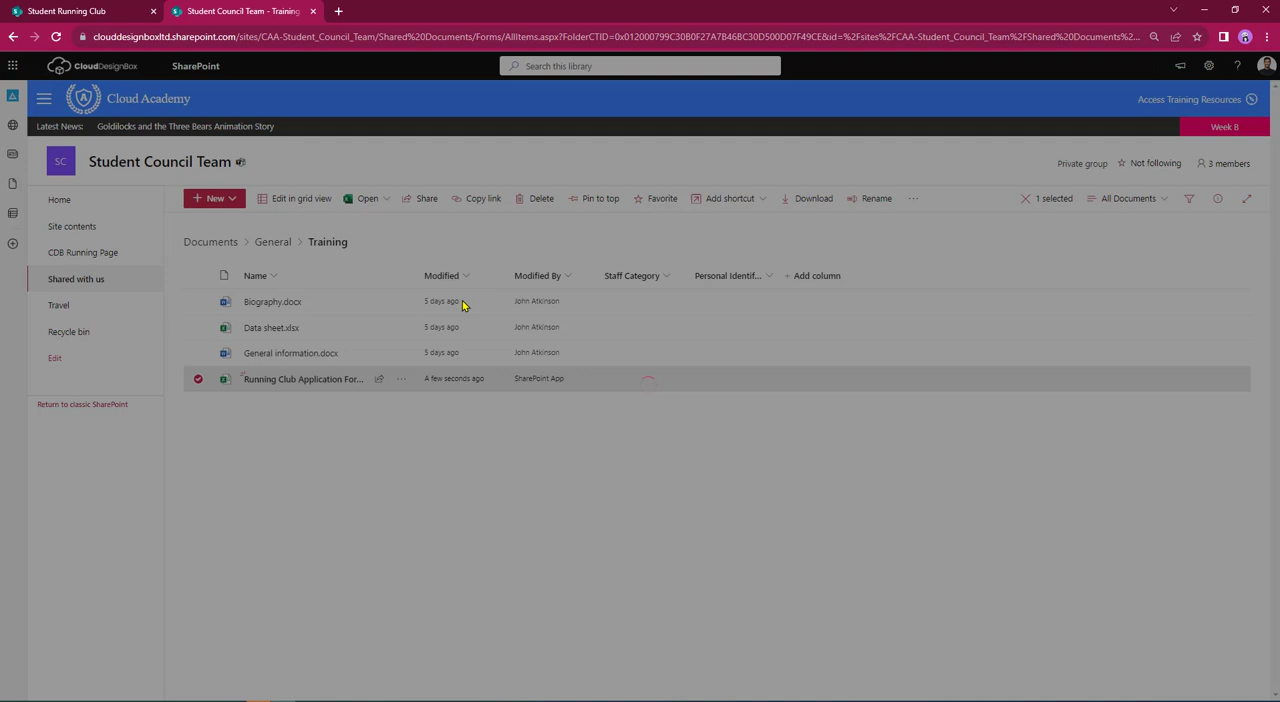 Student Running Club
Student Council Team - Training
clouddesignboxltd.sharepoint.com/sites/CAA-Student_Council_Team/Shared%20Documents/Forms/AllItems.aspx?FolderCTID=0x012000799C30B0F27A7B46BC30D500D07F49CE&id=%2Fsites%2FCAA-Student_Council_Team%2FShared%20Documents%2...
CLOUDDESIGNBOX SharePoint
Search this library
Cloud Academy
Access Training Resources
Latest News: Goldilocks and the Three Bears Animation Story
Week B
SC Student Council Team
Private group Not following 3 members
Home
Site contents
CDB Running Page
Shared with us
Travel
Recycle bin
Edit
Return to classic SharePoint
+ New Edit in grid view Open Share Copy link Delete Pin to top Favorite Add shortcut Download Rename ... 1 selected All Documents
Documents > General > Training
Name Modified Modified By Staff Category Personal Identif... + Add column
Biography.docx 5 days ago John Atkinson
Data sheet.xlsx 5 days ago John Atkinson
General information.docx 5 days ago John Atkinson
Running Club Application For... A few seconds ago SharePoint App